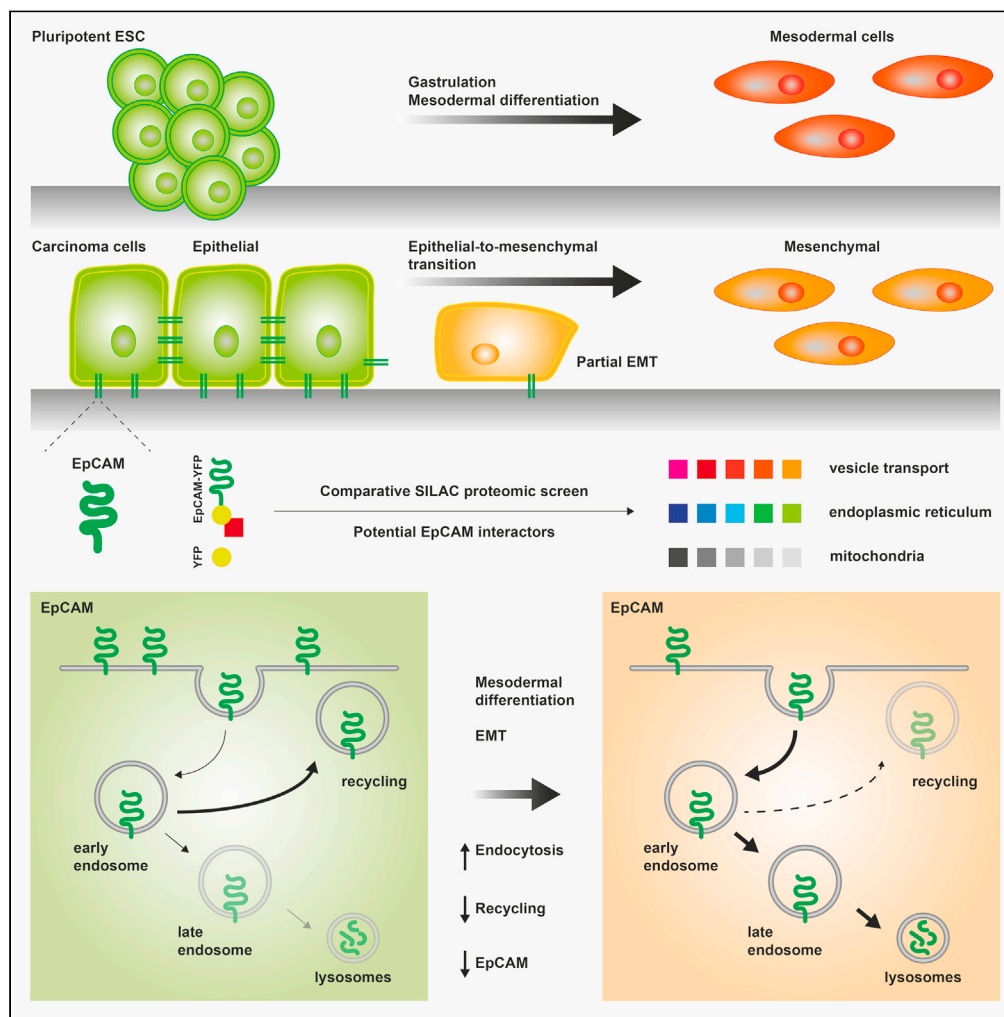 Pluripotent ESC
Mesodermal cells
Gastrulation
Mesodermal differentiation
Carcinoma cells
Epithelial
Epithelial-to-mesenchymal
transition
Mesenchymal
Partial EMT
EpCAM
EpCAM-YFP
YFP
Comparative SILAC proteomic screen
Potential EpCAM interactors
vesicle transport
endoplasmic reticulum
mitochondria
EpCAM
recycling
early
endosome
late
endosome
lysosomes
Mesodermal
differentiation
EMT
Endocytosis
Recycling
EpCAM
EpCAM
recycling
early
endosome
late
endosome
lysosomes